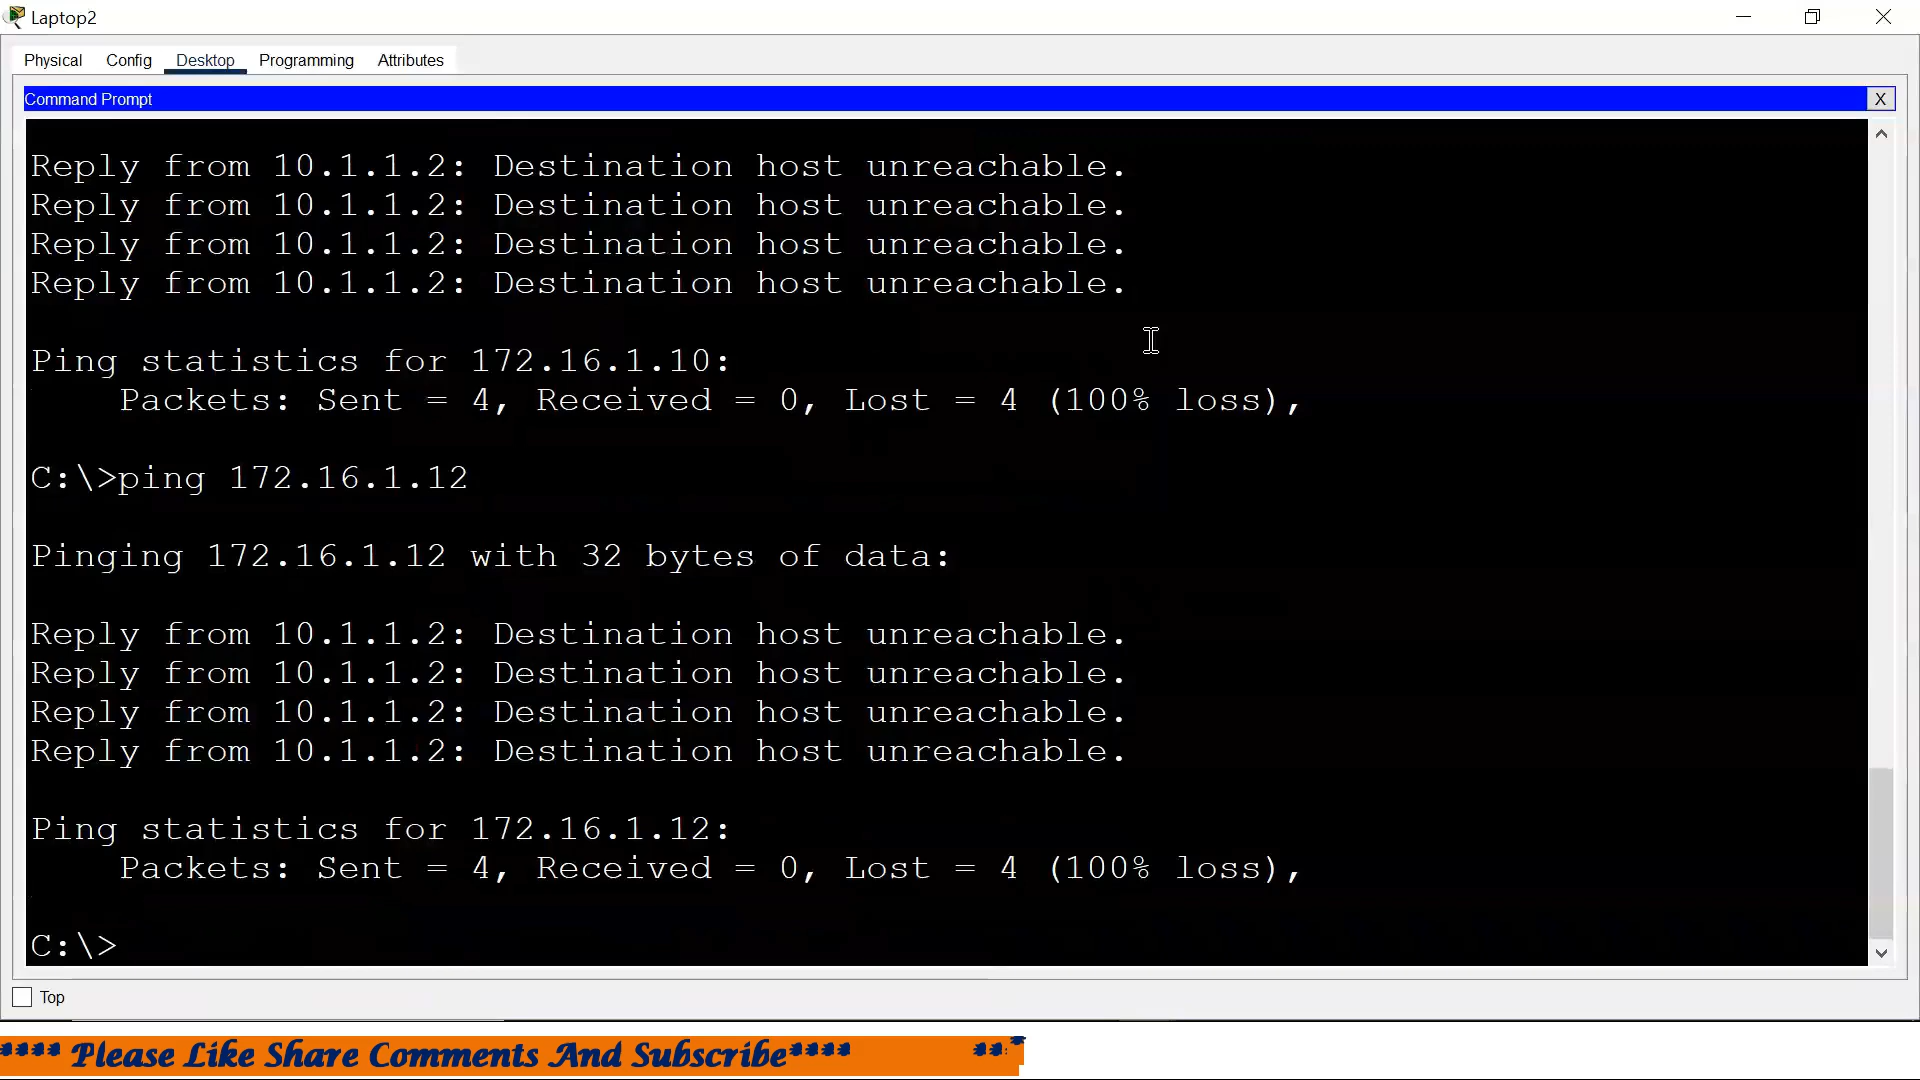 Laptop2
Physical Config Desktop Programming Attributes
Command Prompt
X
Reply from 10.1.1.2: Destination host unreachable.
Reply from 10.1.1.2: Destination host unreachable.
Reply from 10.1.1.2: Destination host unreachable.
Reply from 10.1.1.2: Destination host unreachable.
Ping statistics for 172.16.1.10:
Packets: Sent = 4, Received = 0, Lost = 4 (100% loss),
C:\>ping 172.16.1.12
Pinging 172.16.1.12 with 32 bytes of data:
Reply from 10.1.1.2: Destination host unreachable.
Reply from 10.1.1.2: Destination host unreachable.
Reply from 10.1.1.2: Destination host unreachable.
Reply from 10.1.1.2: Destination host unreachable.
Ping statistics for 172.16.1.12:
Packets: Sent = 4, Received = 0, Lost = 4 (100% loss),
C:\>
Top
**** Please Like Share Comments And Subscribe**** ***